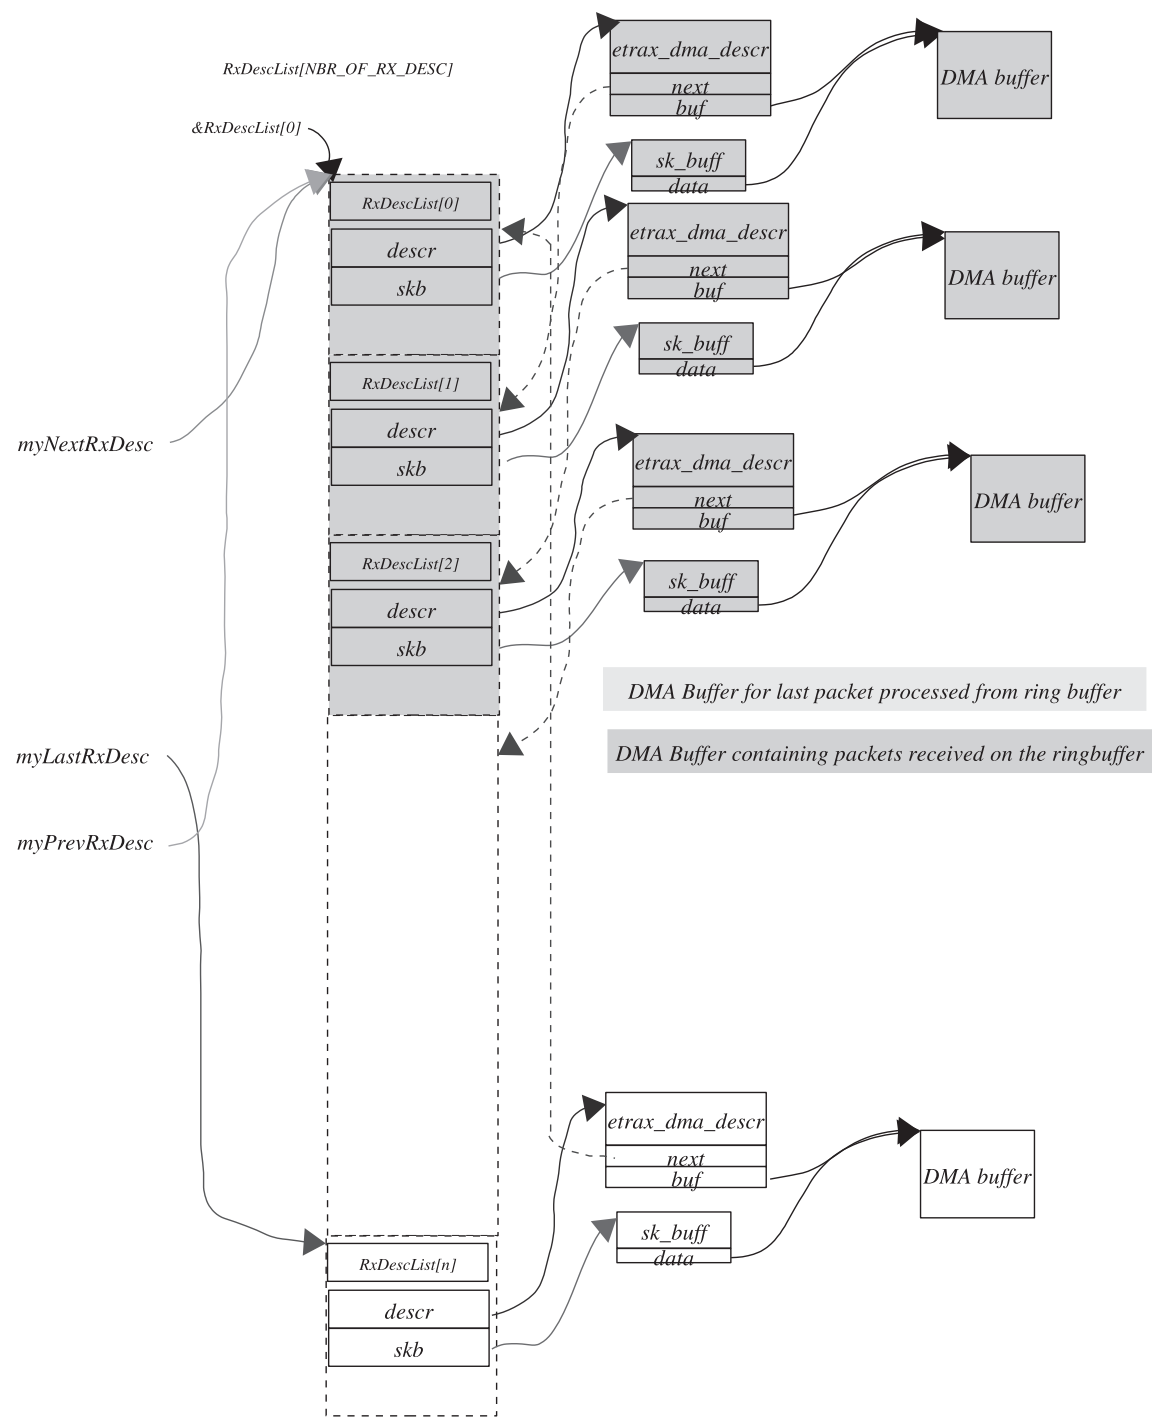 RxDescList[NBR_OF_RX_DESC]
&RxDescList[0]
etrax_dma_descr
next
buf
DMA buffer
sk_buff
data
RxDescList[0]
descr
skb
etrax_dma_descr
next
buf
DMA buffer
sk_buff
data
RxDescList[1]
descr
skb
myNextRxDesc
etrax_dma_descr
next
buf
DMA buffer
sk_buff
data
RxDescList[2]
descr
skb
DMA Buffer for last packet processed from ring buffer
DMA Buffer containing packets received on the ringbuffer
myLastRxDesc
myPrevRxDesc
etrax_dma_descr
next
buf
DMA buffer
sk_buff
data
RxDescList[n]
descr
skb